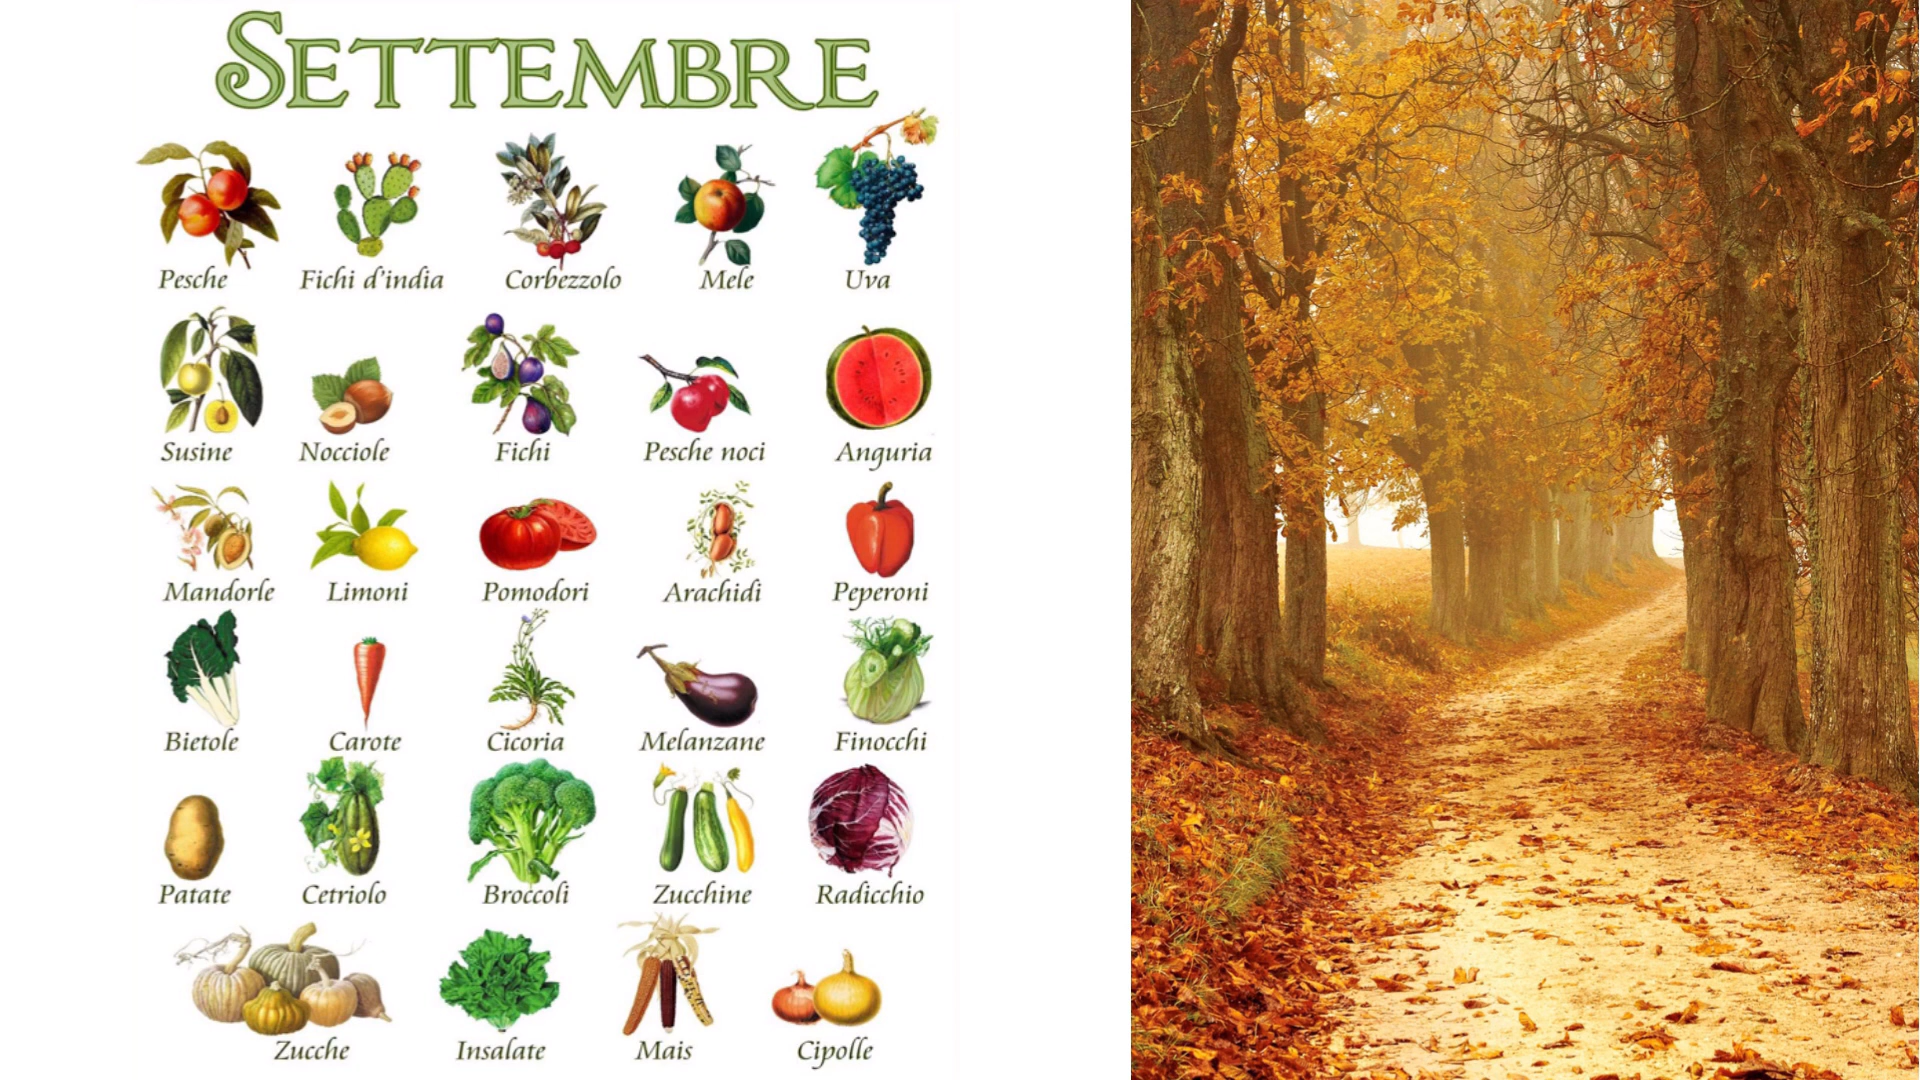 SETTEMBRE
Pesche Fichi d'india Corbezzolo Mele Uva
Susine Nocciole Fichi Pesche noci Anguria
Mandorle Limoni Pomodori Arachidi Peperoni
Bietole Carote Cicoria Melanzane Finocchi
Patate Cetriolo Broccoli Zucchine Radicchio
Zucche Insalate Mais Cipolle